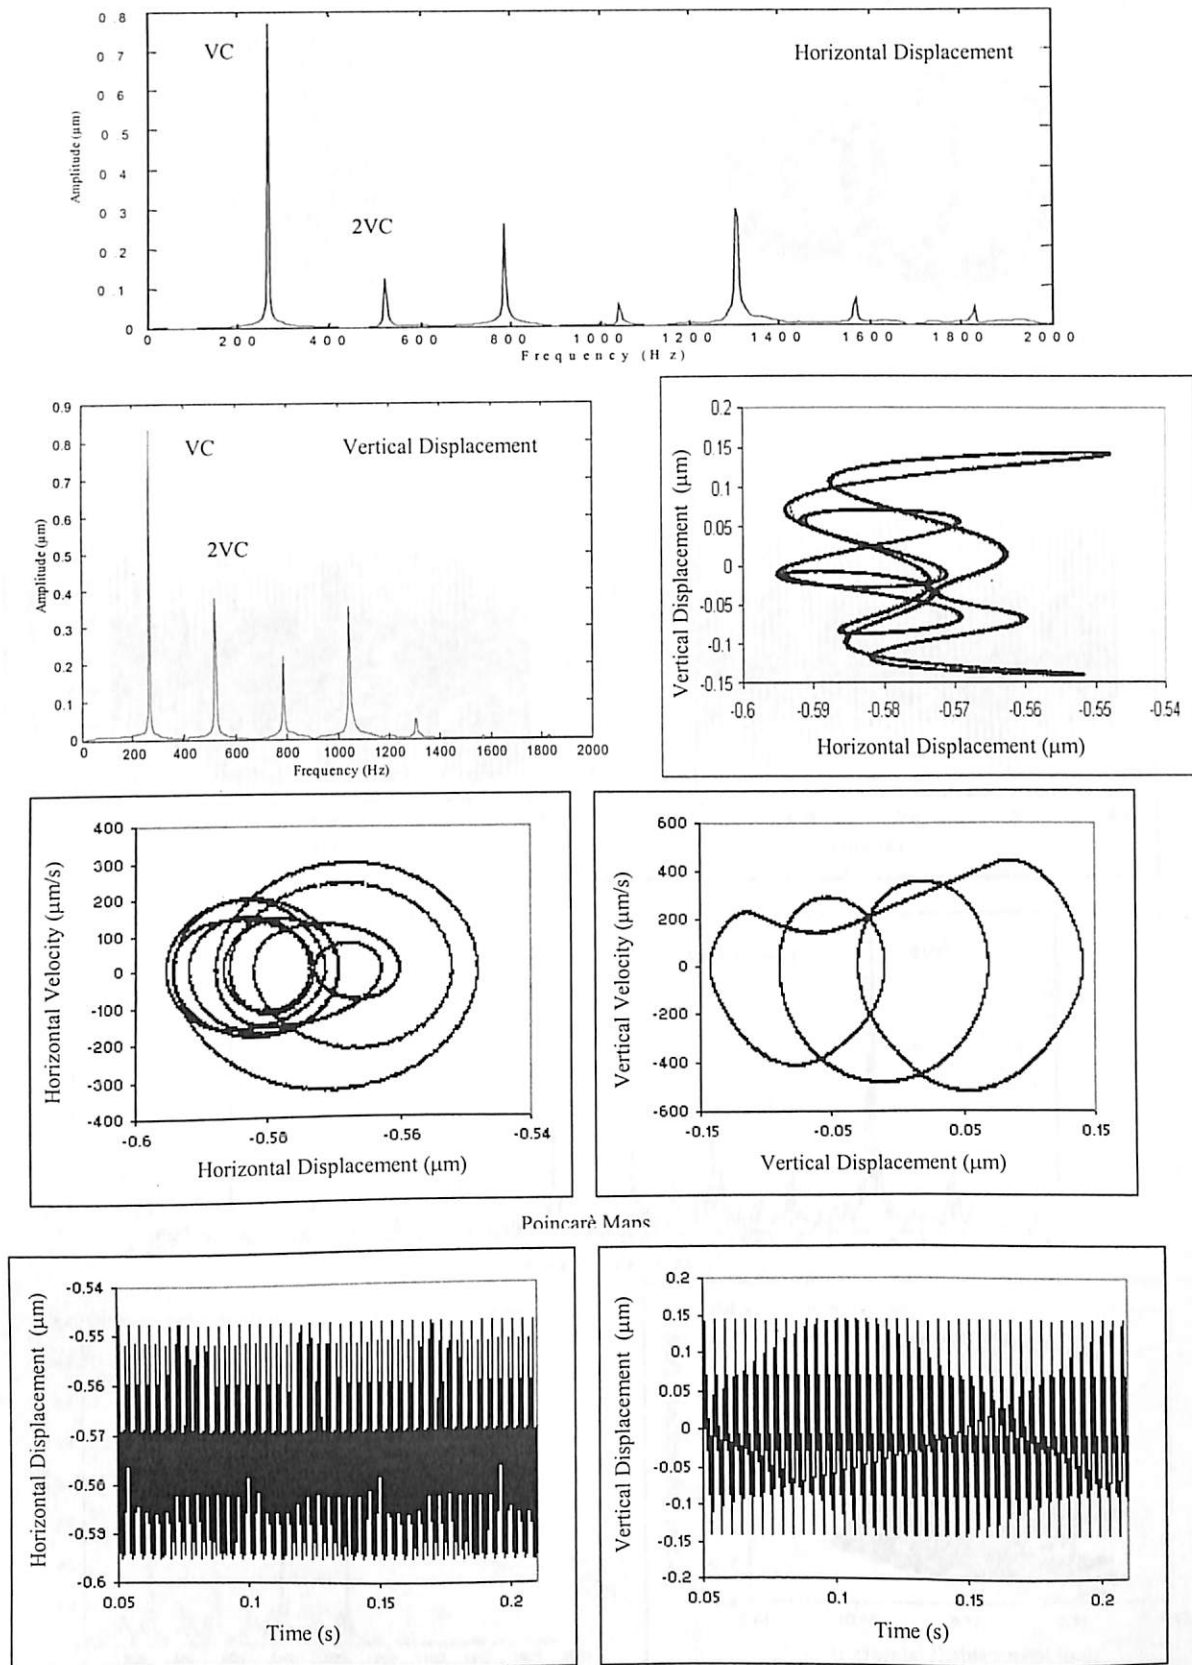 0.8
0.7
0.6
0.5
0.4
0.3
0.2
0.1
0
Amplitude (µm)
VC
2VC
Horizontal Displacement
0 200 400 600 800 1000 1200 1400 1600 1800 2000
Frequency (Hz)
0.9
0.8
0.7
0.6
0.5
0.4
0.3
0.2
0.1
0
Amplitude (µm)
VC
2VC
Vertical Displacement
0 200 400 600 800 1000 1200 1400 1600 1800 2000
Frequency (Hz)
0.2
0.15
0.1
0.05
0
-0.05
-0.1
-0.15
Vertical Displacement (µm)
-0.6 -0.59 -0.58 -0.57 -0.56 -0.55 -0.54
Horizontal Displacement (µm)
400
300
200
100
0
-100
-200
-300
-400
Horizontal Velocity (µm/s)
-0.6 -0.58 -0.56 -0.54
Horizontal Displacement (µm)
600
400
200
0
-200
-400
-600
Vertical Velocity (µm/s)
-0.15 -0.05 0.05 0.15
Vertical Displacement (µm)
Poincarè Maps
-0.54
-0.55
-0.56
-0.57
-0.58
-0.59
-0.6
Horizontal Displacement (µm)
0.05 0.1 0.15 0.2
Time (s)
0.2
0.15
0.1
0.05
0
-0.05
-0.1
-0.15
-0.2
Vertical Displacement (µm)
0.05 0.1 0.15 0.2
Time (s)